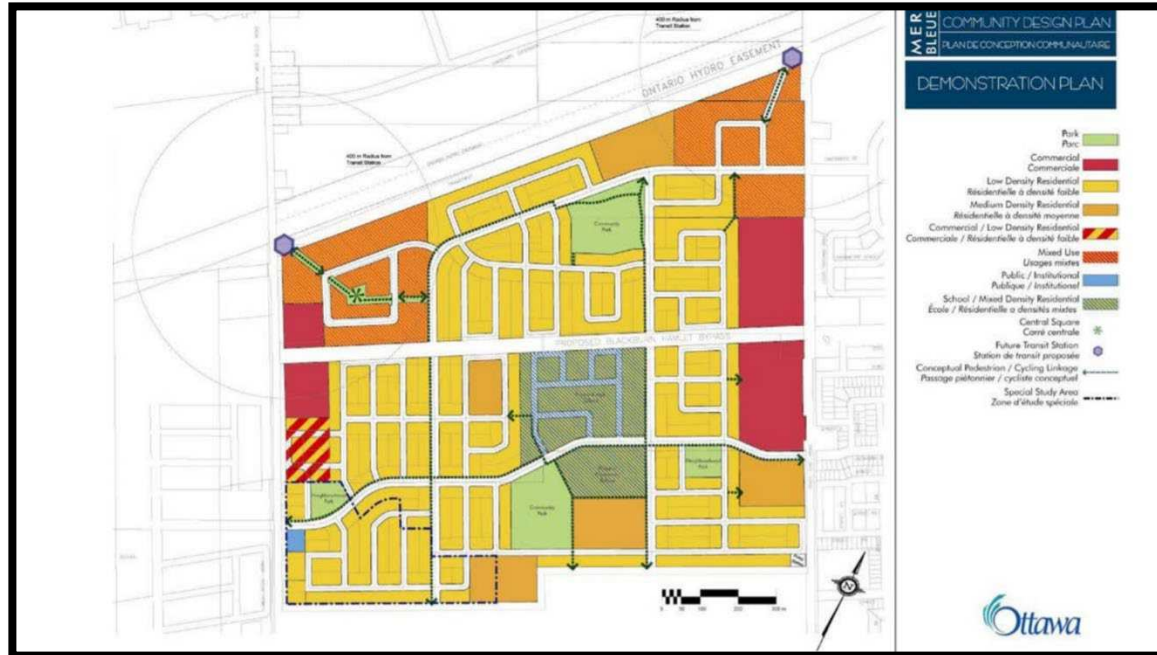 MER BLEUE
COMMUNITY DESIGN PLAN
PLAN DE CONCEPTION COMMUNAUTAIRE
DEMONSTRATION PLAN
Park
Parc
Commercial
Commerciale
Low Density Residential
Résidentielle à densité faible
Medium Density Residential
Résidentielle à densité moyenne
Commercial / Low Density Residential
Commerciale / Résidentielle à densité faible
Mixed Use
Usages mixtes
Public / Institutional
Publique / Institutionel
School / Mixed Density Residential
École / Résidentielle a densités mixtes
Central Square
Carré centrale
Future Transit Station
Station de transit proposée
Conceptual Pedestrian / Cycling Linkage
Passage piétonnier / cycliste conceptuel
Special Study Area
Zone d'étude spéciale
400 m Radius from
Transit Station
ONTARIO HYDRO EASEMENT
400 m Radius from
Transit Station
Community
Park
PROPOSED BLACKBURN HAMLET BYPASS
Neighbourhood
Park
Neighbourhood
Park
Community
Park
Ottawa